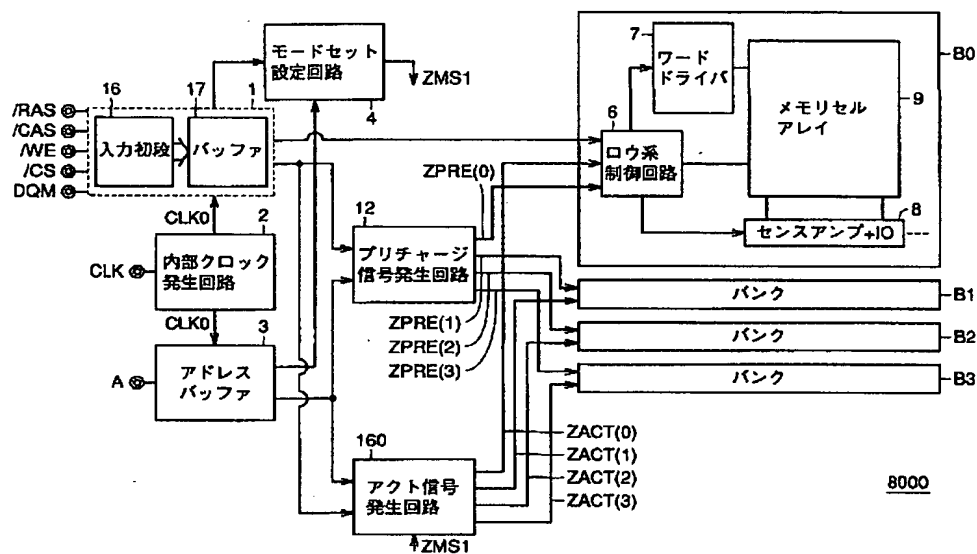 /RAS
/CAS
/WE
/CS
DQM
16
17
1
入力初段
バッファ
モードセット
設定回路
4
ZMS1
CLK0
2
CLK
内部クロック
発生回路
CLK0
3
A
アドレス
バッファ
12
プリチャージ
信号発生回路
ZPRE(0)
ZPRE(1)
ZPRE(2)
ZPRE(3)
160
アクト信号
発生回路
ZMS1
ZACT(0)
ZACT(1)
ZACT(2)
ZACT(3)
7
ワード
ドライバ
6
ロウ系
制御回路
メモリセル
アレイ
9
8
センスアンプ+IO
B0
バンク
B1
バンク
B2
バンク
B3
8000